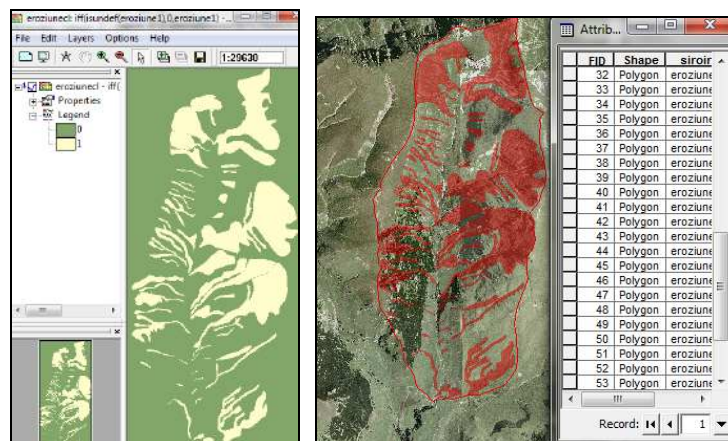 eroziunecl: iff(isundef(eroziune1),0,eroziune1) -...
File Edit Layers Options Help
1:29630
eroziunecl - iff(
Properties
Legend
0
1
Attrib...
FID Shape siroir
32 Polygon eroziune
33 Polygon eroziune
34 Polygon eroziune
35 Polygon eroziune
36 Polygon eroziune
37 Polygon eroziune
38 Polygon eroziune
39 Polygon eroziune
40 Polygon eroziune
41 Polygon eroziune
42 Polygon eroziune
43 Polygon eroziune
44 Polygon eroziune
45 Polygon eroziune
46 Polygon eroziune
47 Polygon eroziune
48 Polygon eroziune
49 Polygon eroziune
50 Polygon eroziune
51 Polygon eroziune
52 Polygon eroziune
53 Polygon eroziune
Record: 1